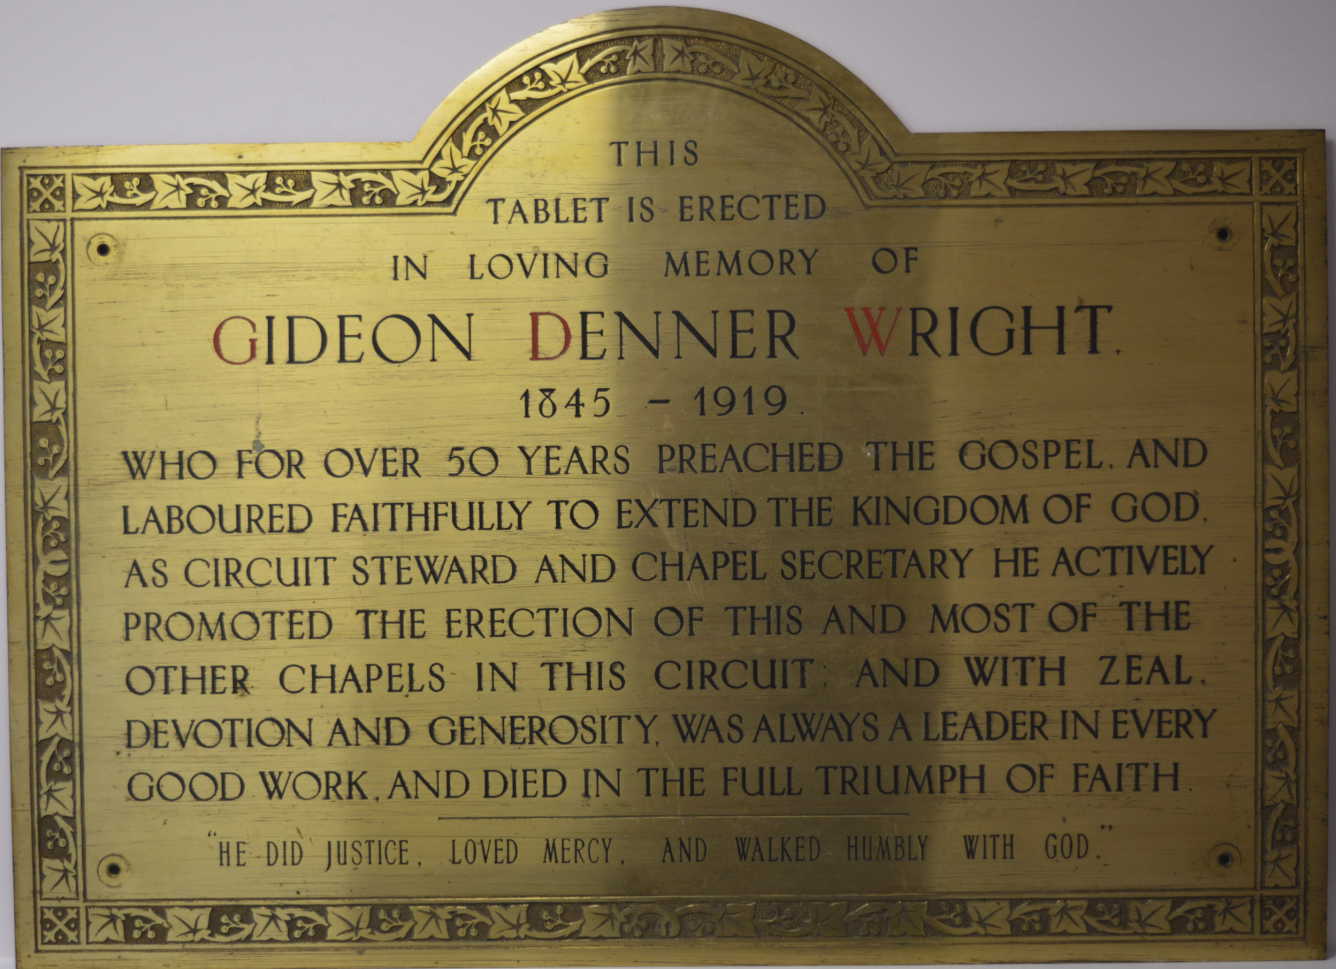 THIS
TABLET IS ERECTED
IN LOVING MEMORY OF
GIDEON DENNER WRIGHT.
1845 - 1919.
WHO FOR OVER 50 YEARS PREACHED THE GOSPEL, AND
LABOURED FAITHFULLY TO EXTEND THE KINGDOM OF GOD,
AS CIRCUIT STEWARD AND CHAPEL SECRETARY HE ACTIVELY
PROMOTED THE ERECTION OF THIS AND MOST OF THE
OTHER CHAPELS IN THIS CIRCUIT; AND WITH ZEAL,
DEVOTION AND GENEROSITY, WAS ALWAYS A LEADER IN EVERY
GOOD WORK, AND DIED IN THE FULL TRIUMPH OF FAITH.
"HE DID JUSTICE, LOVED MERCY, AND WALKED HUMBLY WITH GOD."